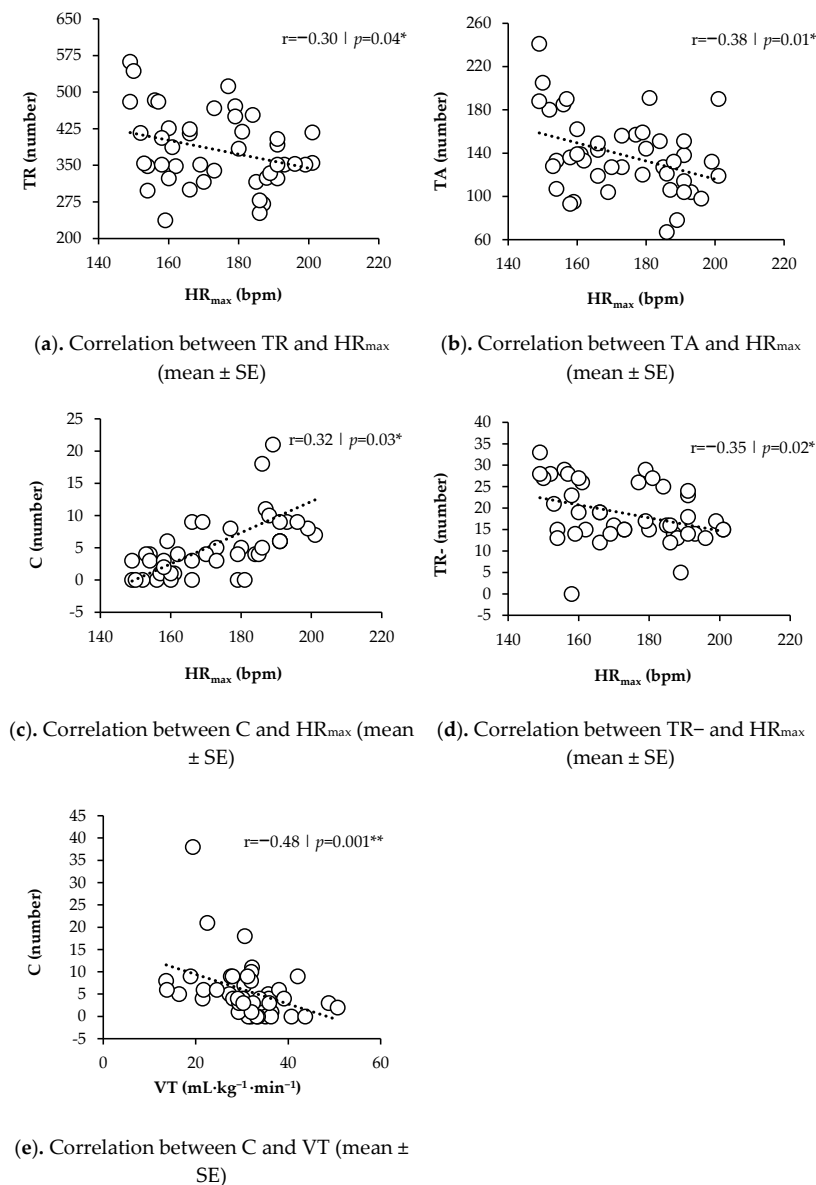 650
575
500
425
350
275
200
TR (number)
r=−0.30 | p=0.04*
140 160 180 200 220
HRmax (bpm)
(a). Correlation between TR and HRmax
(mean ± SE)
260
220
180
140
100
60
TA (number)
r=−0.38 | p=0.01*
140 160 180 200 220
HRmax (bpm)
(b). Correlation between TA and HRmax
(mean ± SE)
25
20
15
10
5
0
-5
C (number)
r=0.32 | p=0.03*
140 160 180 200 220
HRmax (bpm)
(c). Correlation between C and HRmax (mean
± SE)
40
35
30
25
20
15
10
5
0
-5
TR- (number)
r=−0.35 | p=0.02*
140 160 180 200 220
HRmax (bpm)
(d). Correlation between TR− and HRmax
(mean ± SE)
45
40
35
30
25
20
15
10
5
0
-5
C (number)
r=−0.48 | p=0.001**
0 20 40 60
VT (mL·kg⁻¹·min⁻¹)
(e). Correlation between C and VT (mean ±
SE)